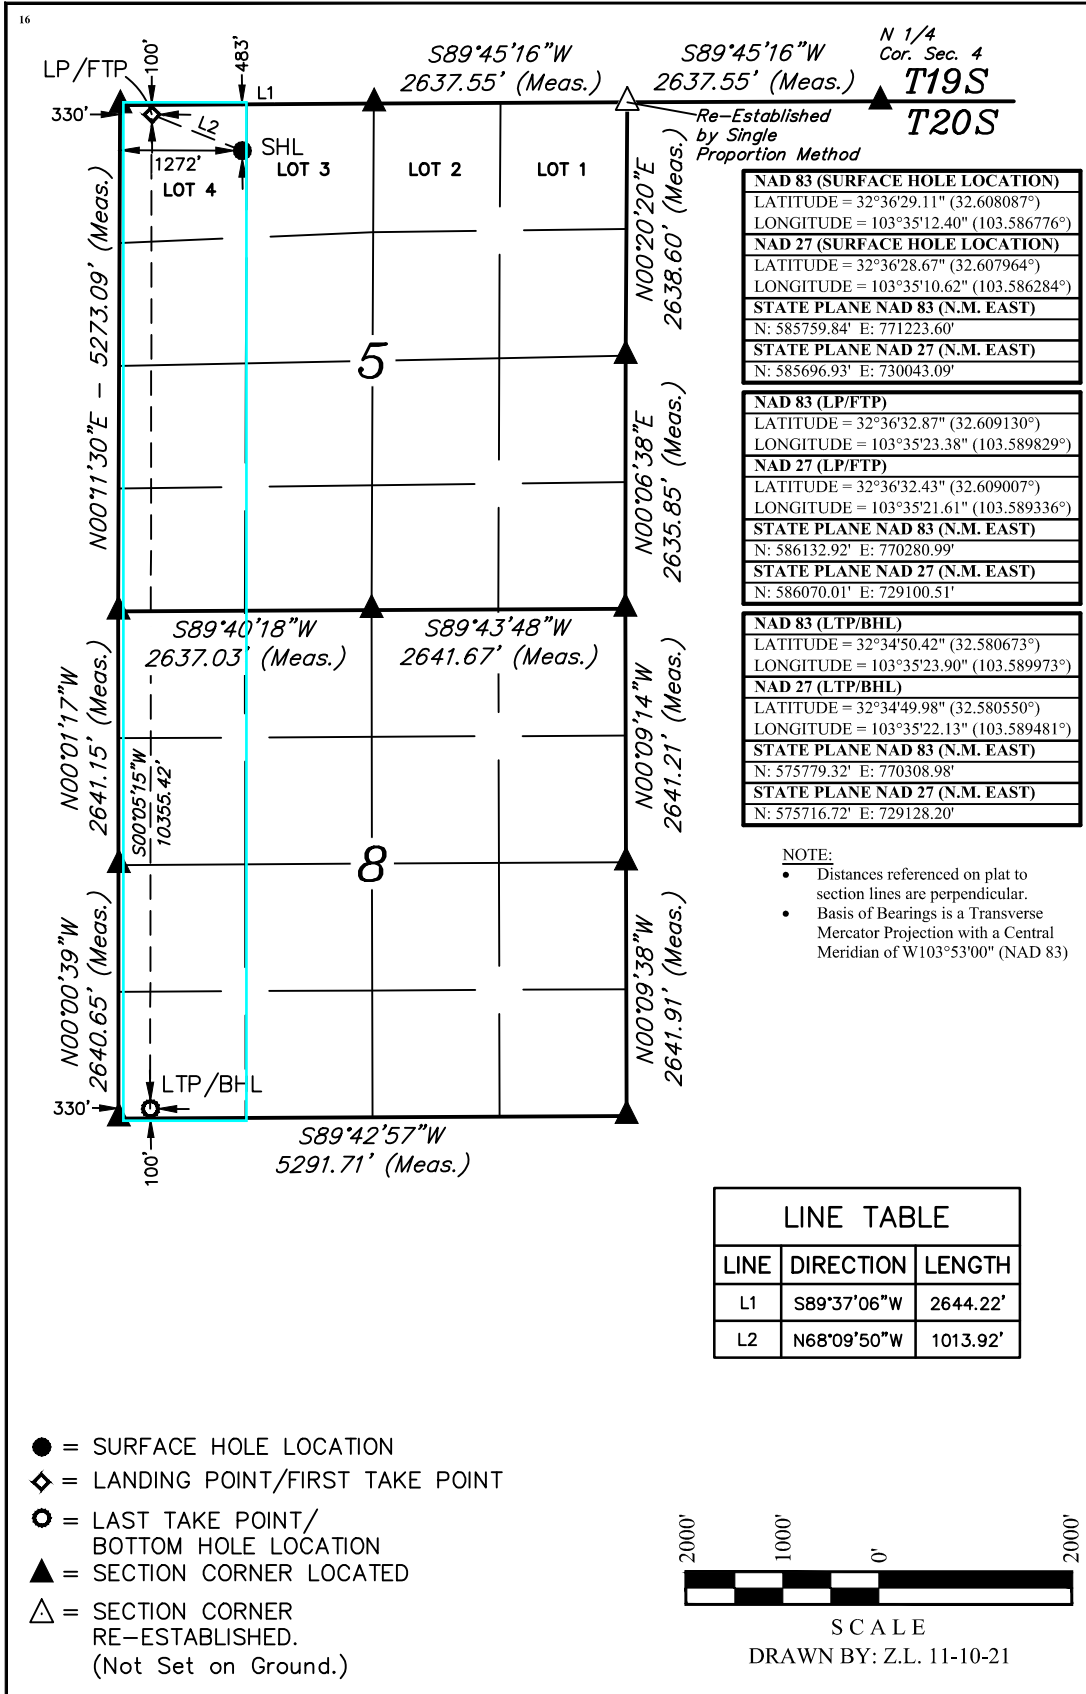 16
LP/FTP
100'
483'
L1
S89°45'16"W
2637.55' (Meas.)
S89°45'16"W
2637.55' (Meas.)
N 1/4
Cor. Sec. 4
T19S
T20S
330'
L2
SHL
1272'
LOT 4
LOT 3
LOT 2
LOT 1
Re-Established
by Single
Proportion Method
N00°11'30"E - 5273.09' (Meas.)
N00°20'20"E
2638.60' (Meas.)
5
N00°06'38"E
2635.85' (Meas.)
S89°40'18"W
2637.03' (Meas.)
S89°43'48"W
2641.67' (Meas.)
N00°01'17"W
2641.15' (Meas.)
S00°05'15"W
10355.42'
N00°09'14"W
2641.21' (Meas.)
8
N00°00'39"W
2640.65' (Meas.)
N00°09'38"W
2641.91' (Meas.)
LTP/BHL
330'
100'
S89°42'57"W
5291.71' (Meas.)
NAD 83 (SURFACE HOLE LOCATION)
LATITUDE = 32°36'29.11" (32.608087°)
LONGITUDE = 103°35'12.40" (103.586776°)
NAD 27 (SURFACE HOLE LOCATION)
LATITUDE = 32°36'28.67" (32.607964°)
LONGITUDE = 103°35'10.62" (103.586284°)
STATE PLANE NAD 83 (N.M. EAST)
N: 585759.84' E: 771223.60'
STATE PLANE NAD 27 (N.M. EAST)
N: 585696.93' E: 730043.09'
NAD 83 (LP/FTP)
LATITUDE = 32°36'32.87" (32.609130°)
LONGITUDE = 103°35'23.38" (103.589829°)
NAD 27 (LP/FTP)
LATITUDE = 32°36'32.43" (32.609007°)
LONGITUDE = 103°35'21.61" (103.589336°)
STATE PLANE NAD 83 (N.M. EAST)
N: 586132.92' E: 770280.99'
STATE PLANE NAD 27 (N.M. EAST)
N: 586070.01' E: 729100.51'
NAD 83 (LTP/BHL)
LATITUDE = 32°34'50.42" (32.580673°)
LONGITUDE = 103°35'23.90" (103.589973°)
NAD 27 (LTP/BHL)
LATITUDE = 32°34'49.98" (32.580550°)
LONGITUDE = 103°35'22.13" (103.589481°)
STATE PLANE NAD 83 (N.M. EAST)
N: 575779.32' E: 770308.98'
STATE PLANE NAD 27 (N.M. EAST)
N: 575716.72' E: 729128.20'
NOTE:
• Distances referenced on plat to
section lines are perpendicular.
• Basis of Bearings is a Transverse
Mercator Projection with a Central
Meridian of W103°53'00" (NAD 83)
LINE TABLE
LINE DIRECTION LENGTH
L1 S89°37'06"W 2644.22'
L2 N68°09'50"W 1013.92'
= SURFACE HOLE LOCATION
= LANDING POINT/FIRST TAKE POINT
= LAST TAKE POINT/
BOTTOM HOLE LOCATION
= SECTION CORNER LOCATED
= SECTION CORNER
RE-ESTABLISHED.
(Not Set on Ground.)
2000' 1000' 0' 2000'
SCALE
DRAWN BY: Z.L. 11-10-21